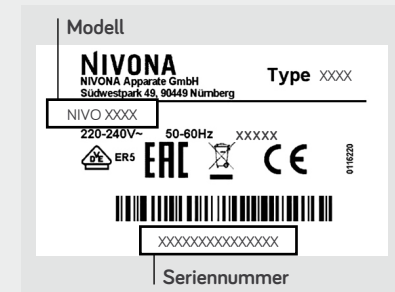 Modell
NIVONA
NIVONA Apparate GmbH
Südwestpark 49, 90449 Nürnberg
Type XXXX
NIVO XXXX
220-240V~ 50-60Hz XXXXX
VDE ER5 EAC CE
0116220
XXXXXXXXXXXXXXX
Seriennummer